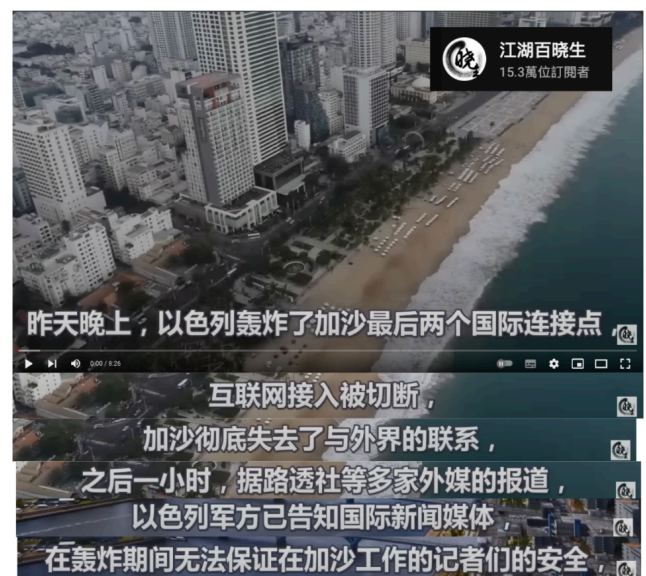 江湖百晓生
15.3萬位訂閱者
昨天晚上，以色列轰炸了加沙最后两个国际连接点，
0:00 / 8:26
互联网接入被切断，
加沙彻底失去了与外界的联系，
之后一小时，据路透社等多家外媒的报道，
以色列军方已告知国际新闻媒体，
在轰炸期间无法保证在加沙工作的记者们的安全，